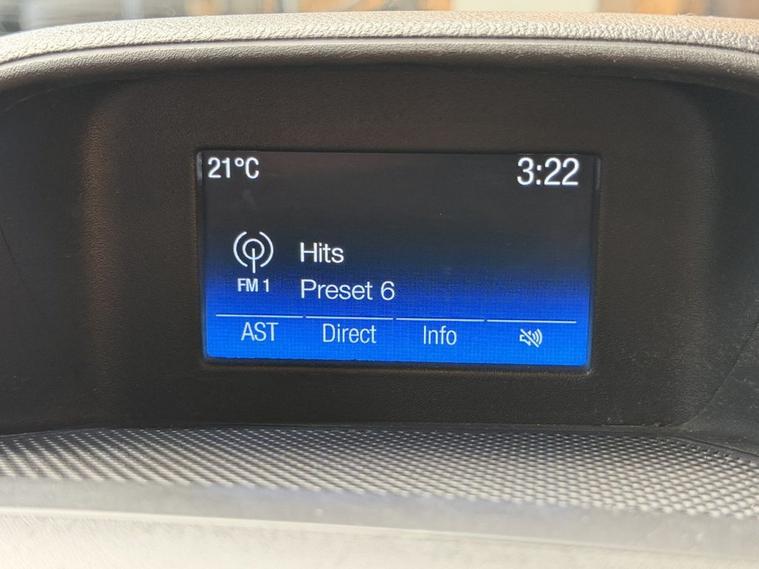 21°C 3:22
Hits
FM 1 Preset 6
AST Direct Info